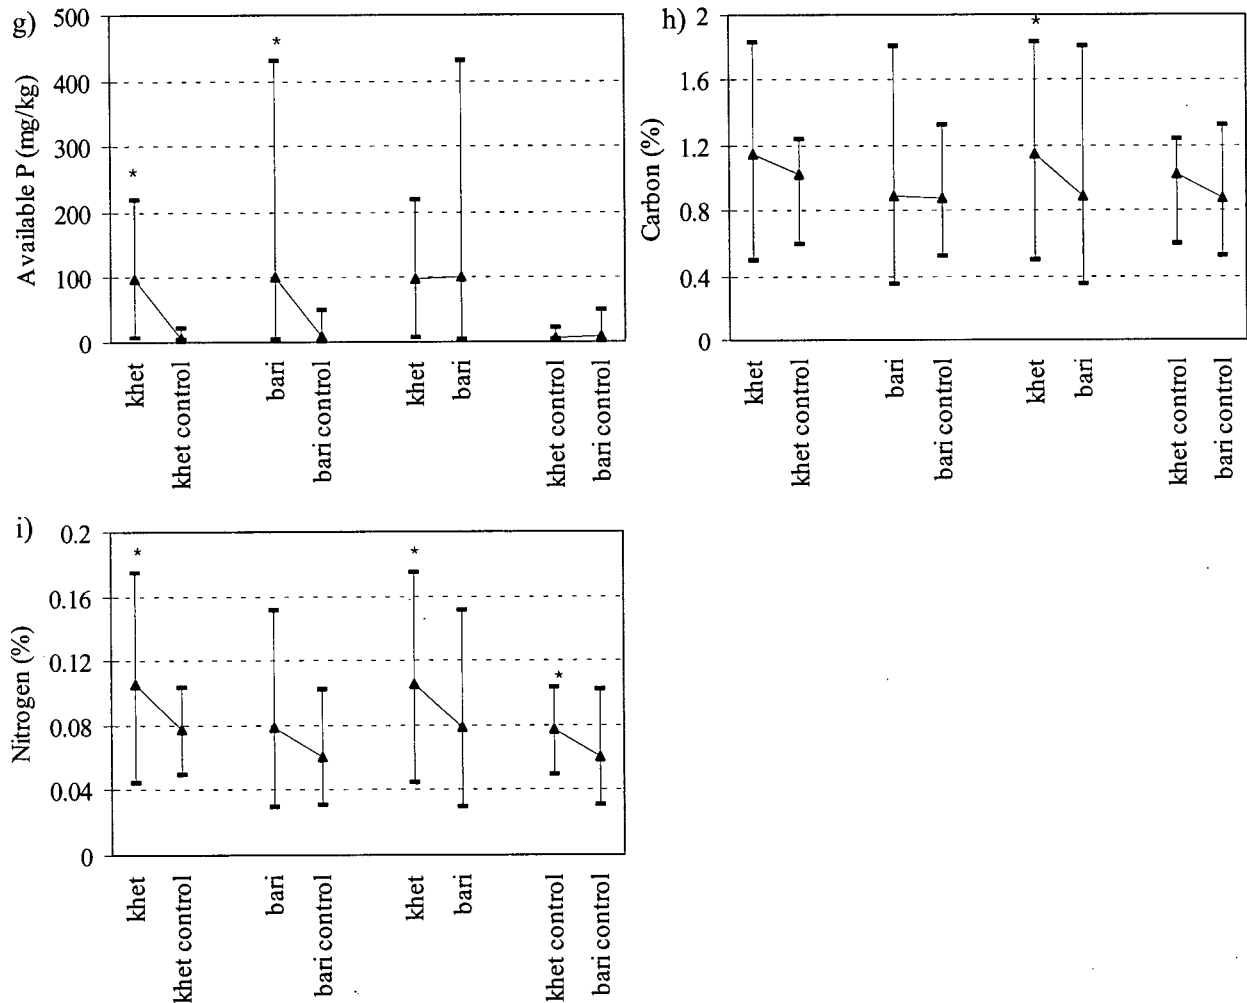 g)
Available P (mg/kg)
500
400
300
200
100
0
*
*
khet
khet control
bari
bari control
khet
bari
khet control
bari control
h)
Carbon (%)
2
1.6
1.2
0.8
0.4
0
*
khet
khet control
bari
bari control
khet
bari
khet control
bari control
i)
Nitrogen (%)
0.2
0.16
0.12
0.08
0.04
0
*
*
*
khet
khet control
bari
bari control
khet
bari
khet control
bari control